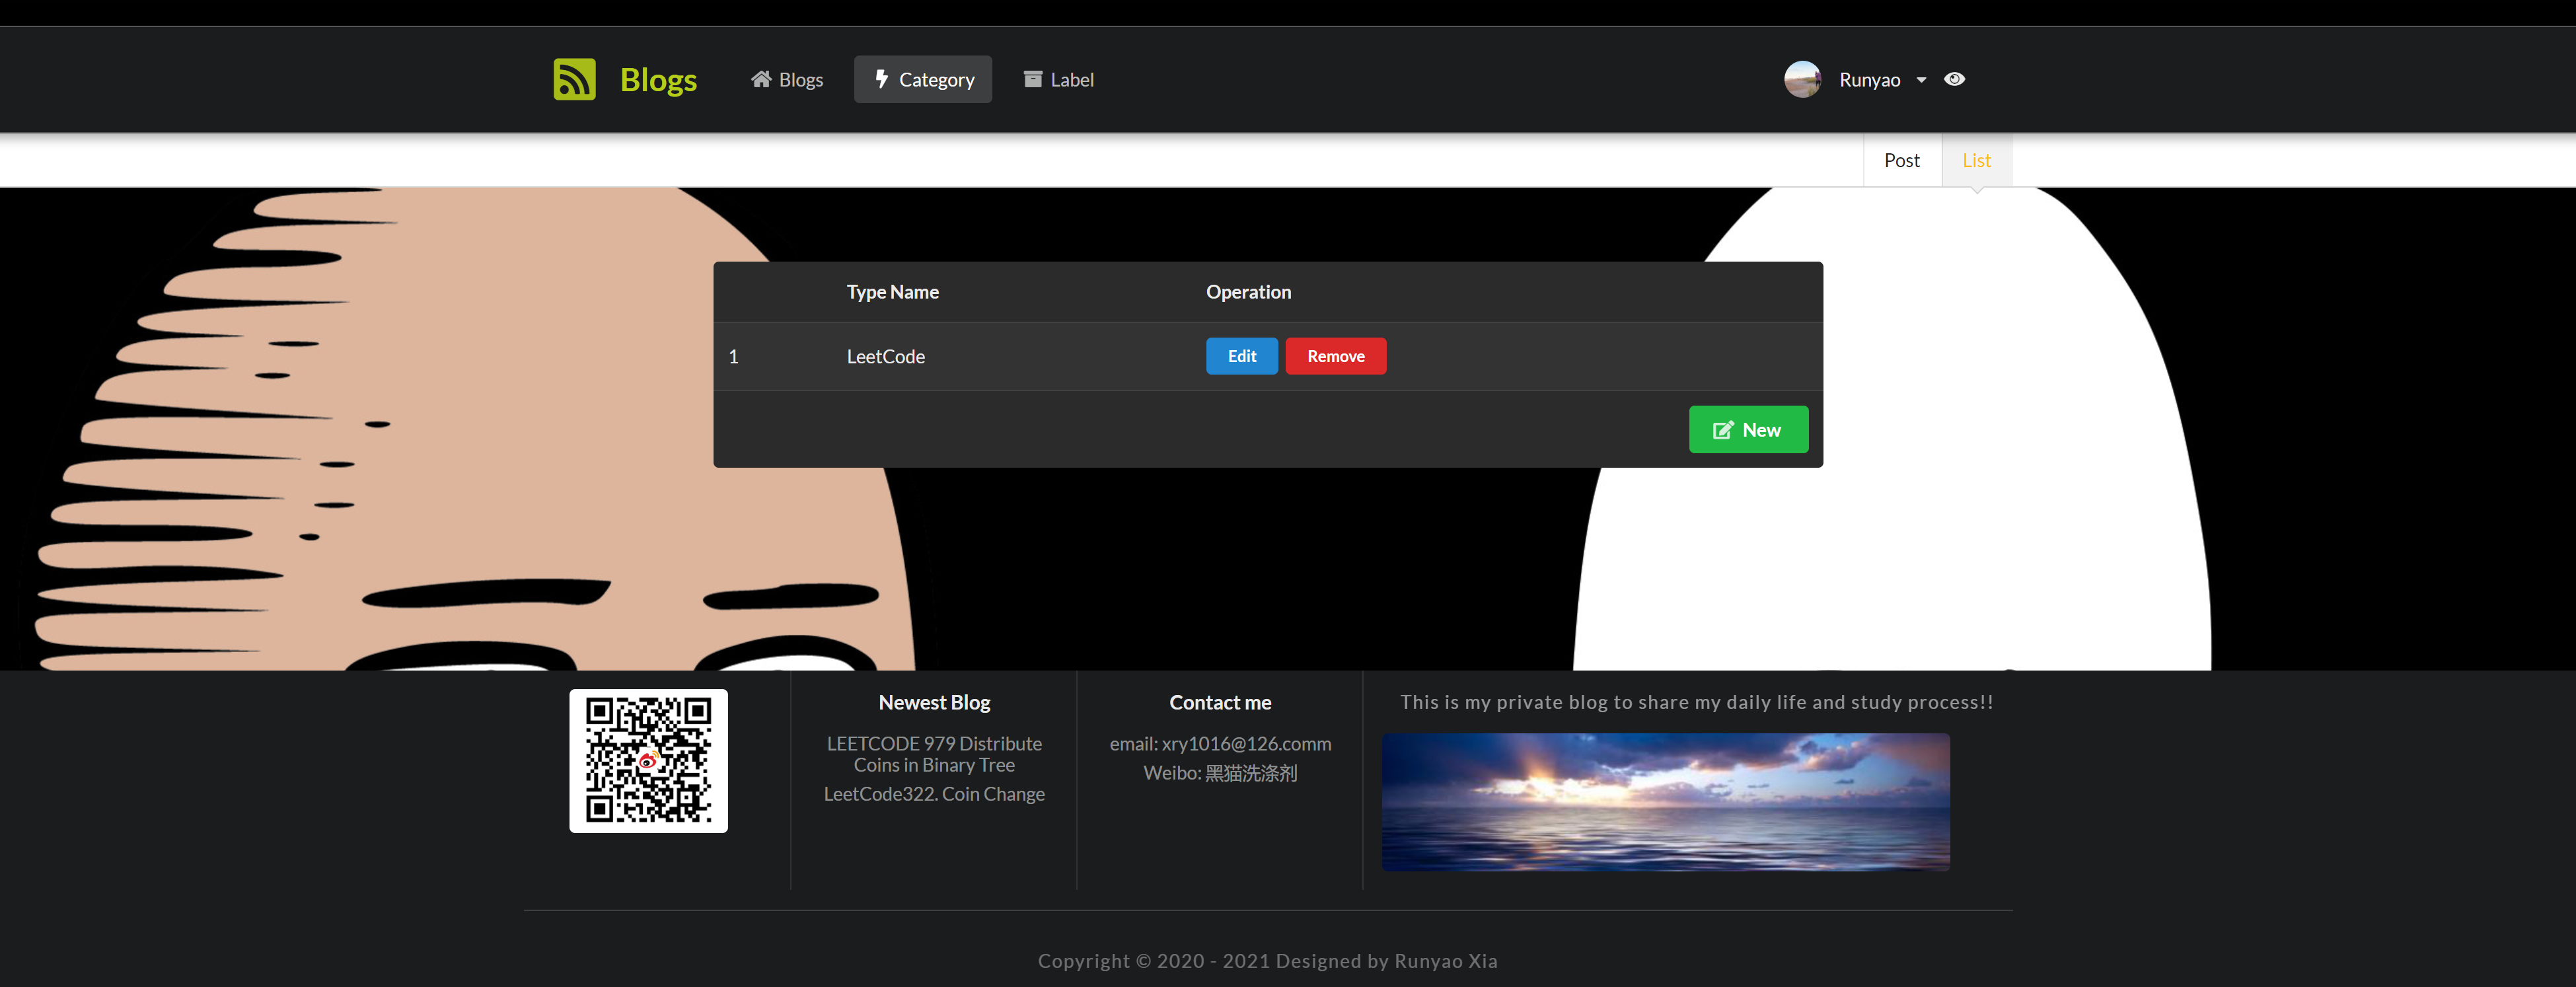 Blogs
Blogs
Category
Label
Runyao
Post
List
Type Name
Operation
1
LeetCode
Edit
Remove
New
Newest Blog
LEETCODE 979 Distribute
Coins in Binary Tree
LeetCode322. Coin Change
Contact me
email: xry1016@126.comm
Weibo: 黑猫洗涤剂
This is my private blog to share my daily life and study process!!
Copyright © 2020 - 2021 Designed by Runyao Xia